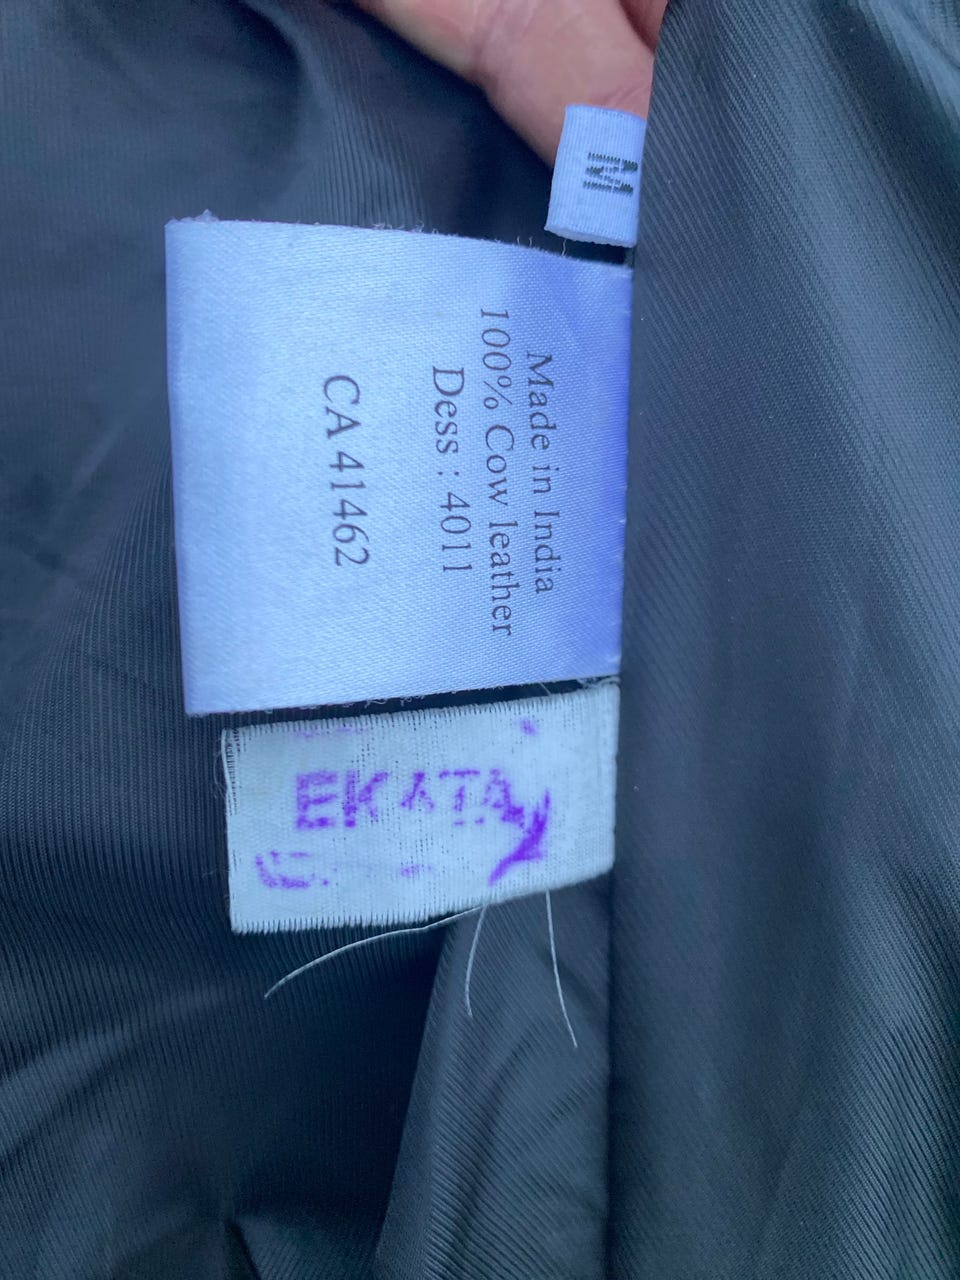 M
Made in India
100% Cow leather
Dess : 4011
CA 41462
EKATA